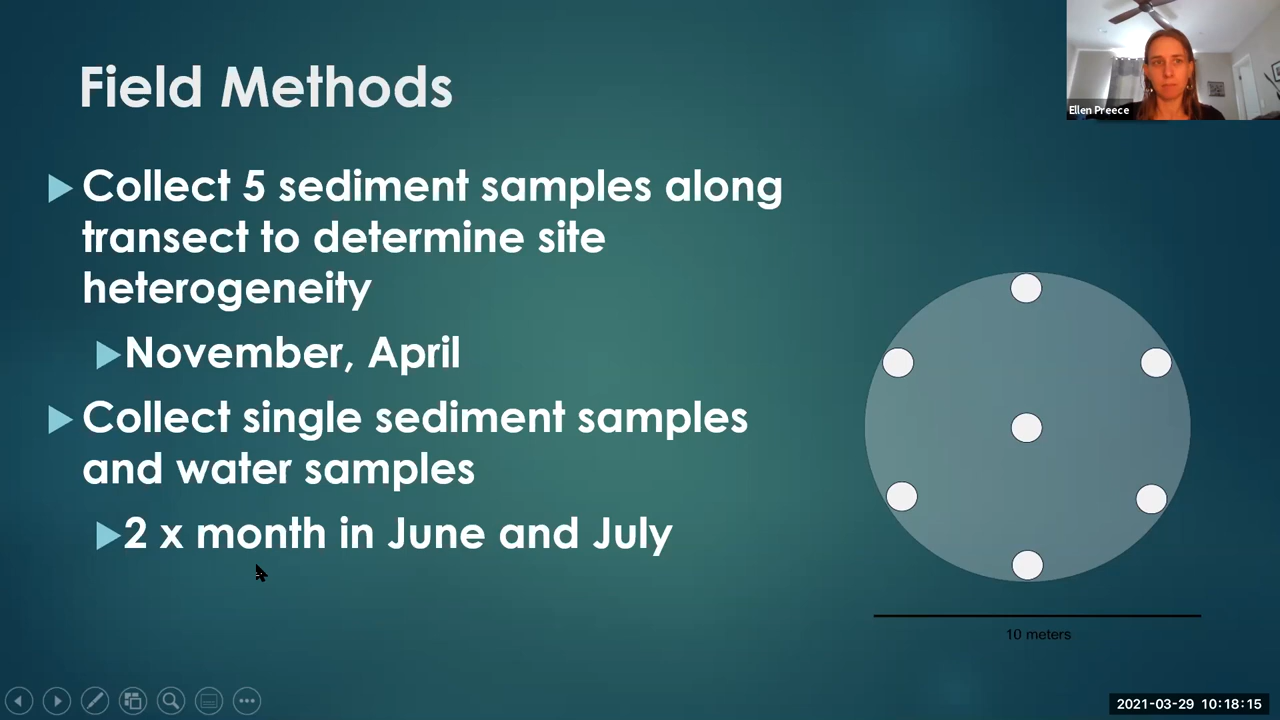 Field Methods
Ellen Preece
Collect 5 sediment samples along
transect to determine site
heterogeneity
November, April
Collect single sediment samples
and water samples
2 x month in June and July
10 meters
2021-03-29 10:18:15